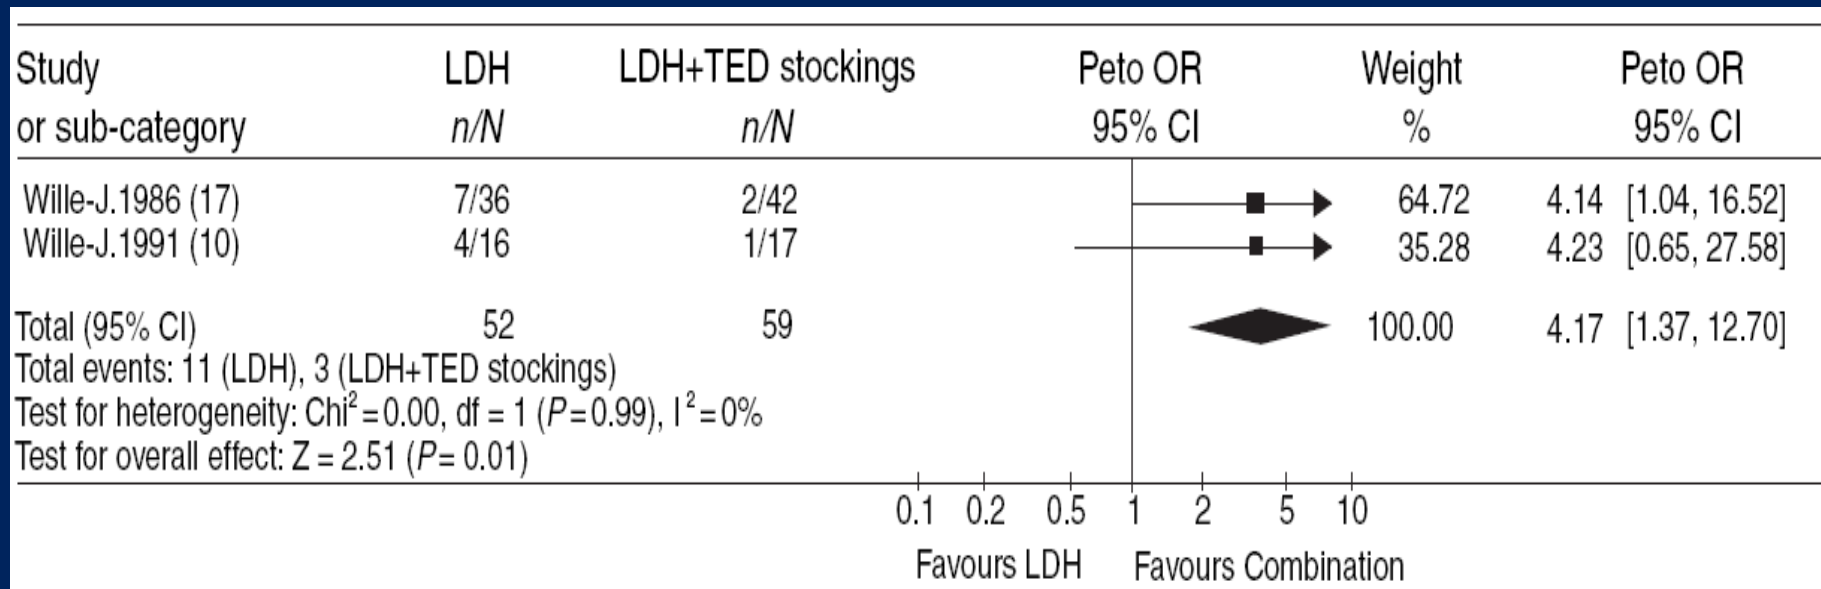 Study LDH LDH+TED stockings Peto OR Weight Peto OR
or sub-category n/N n/N 95% CI % 95% CI
Wille-J.1986 (17) 7/36 2/42 64.72 4.14 [1.04, 16.52]
Wille-J.1991 (10) 4/16 1/17 35.28 4.23 [0.65, 27.58]
Total (95% CI) 52 59 100.00 4.17 [1.37, 12.70]
Total events: 11 (LDH), 3 (LDH+TED stockings)
Test for heterogeneity: Chi²=0.00, df = 1 (P=0.99), I²=0%
Test for overall effect: Z = 2.51 (P= 0.01)
0.1 0.2 0.5 1 2 5 10
Favours LDH Favours Combination